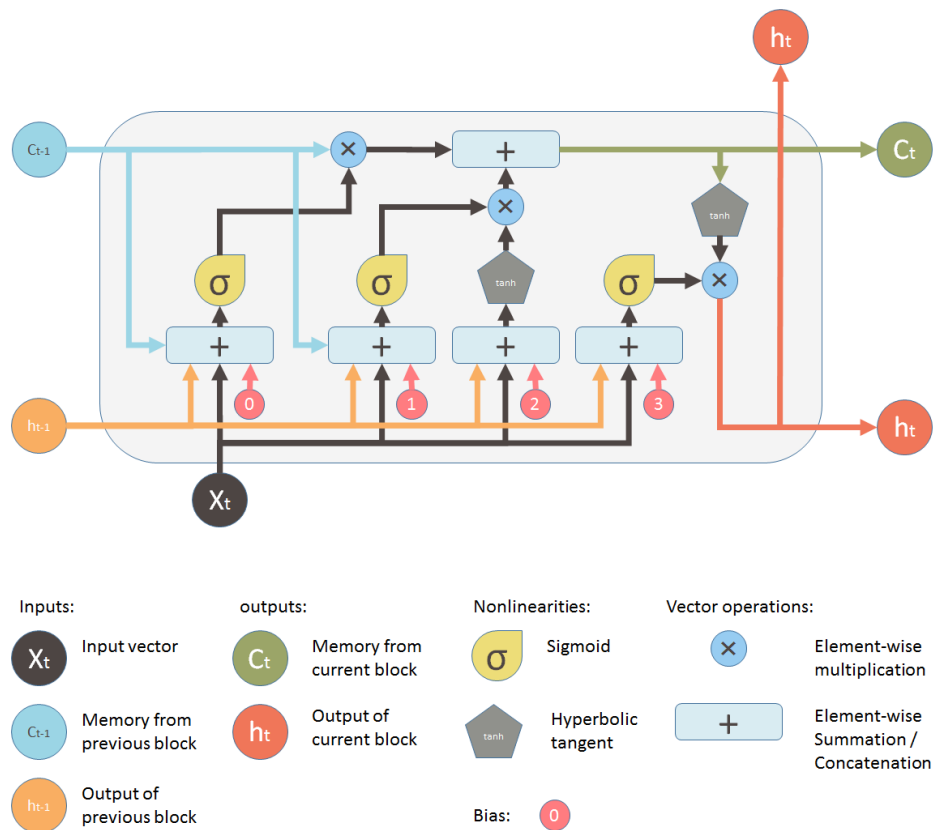 ht
Ct-1
×
+
Ct
tanh
×
tanh
σ
σ
σ
×
+
+
+
+
0
1
2
3
ht-1
ht
Xt
Inputs:
outputs:
Nonlinearities:
Vector operations:
Xt
Input vector
Ct
Memory from
current block
σ
Sigmoid
×
Element-wise
multiplication
Ct-1
Memory from
previous block
ht
Output of
current block
tanh
Hyperbolic
tangent
+
Element-wise
Summation /
Concatenation
ht-1
Output of
previous block
Bias:
0